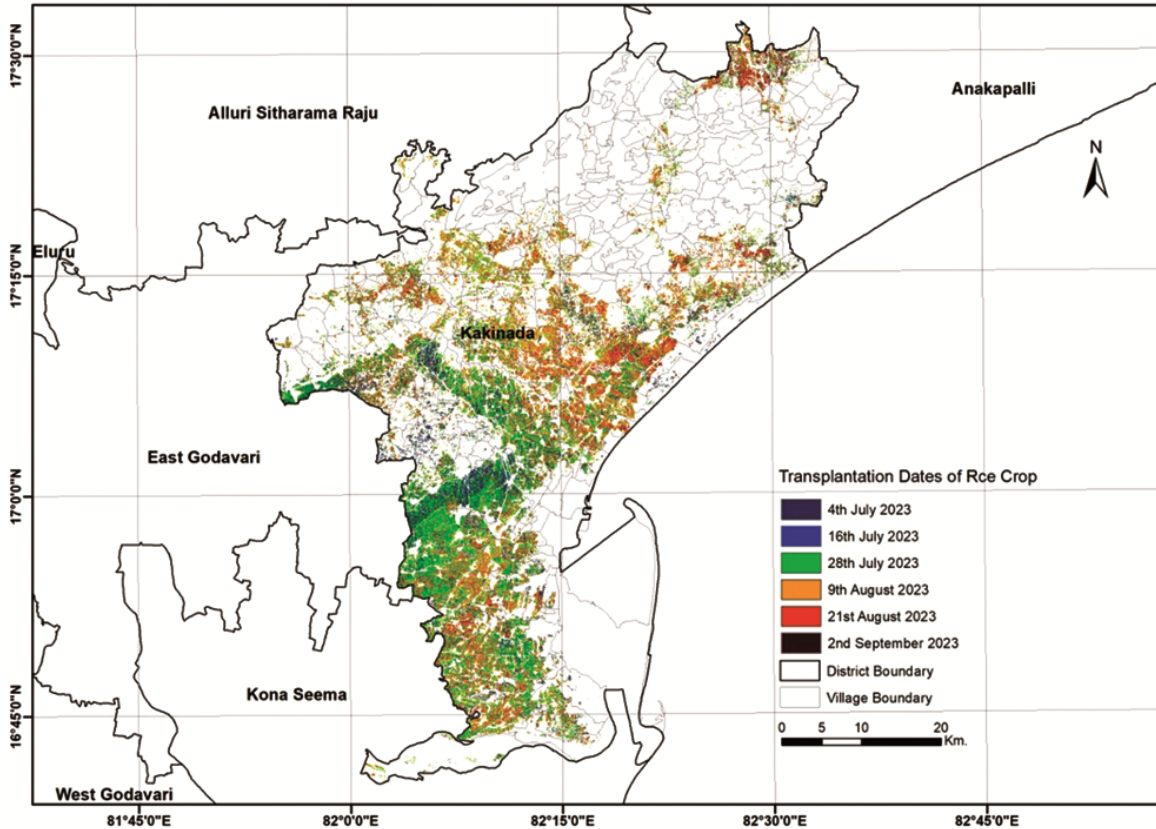 17°30'0"N
17°15'0"N
17°0'0"N
16°45'0"N
Alluri Sitharama Raju
Anakapalli
N
Eluru
Kakinada
East Godavari
Kona Seema
West Godavari
Transplantation Dates of Rce Crop
4th July 2023
16th July 2023
28th July 2023
9th August 2023
21st August 2023
2nd September 2023
District Boundary
Village Boundary
0 5 10 20
Km.
81°45'0"E 82°0'0"E 82°15'0"E 82°30'0"E 82°45'0"E